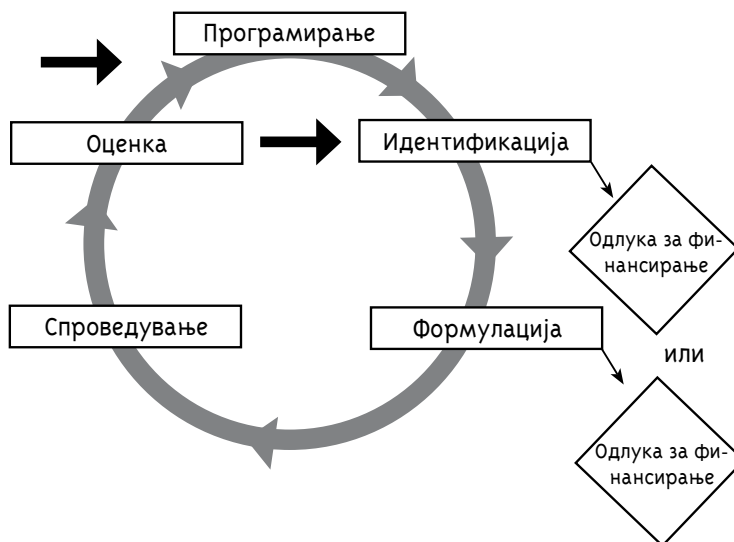 Програмирање
Оценка
Идентификација
Одлука за фи-
нансирање
Спроведување
Формулација
или
Одлука за фи-
нансирање